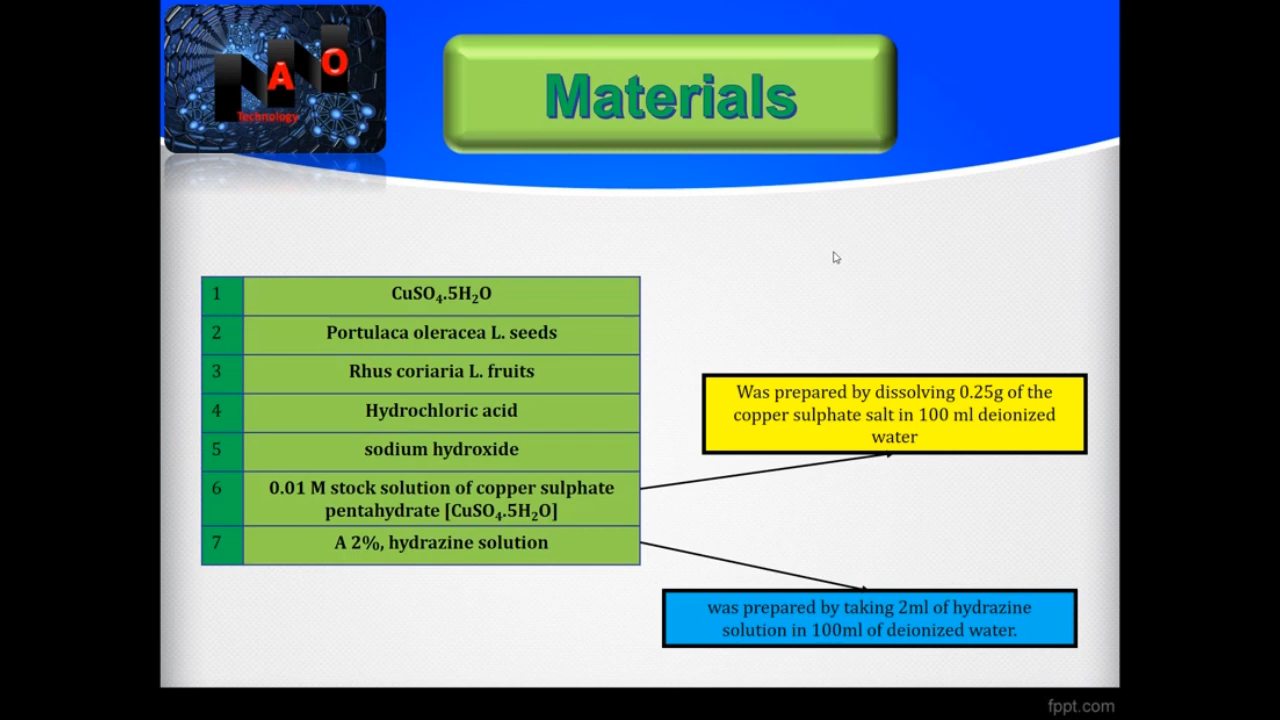 NANO
Technology
Materials
1 CuSO₄.5H₂O
2 Portulaca oleracea L. seeds
3 Rhus coriaria L. fruits
4 Hydrochloric acid
5 sodium hydroxide
6 0.01 M stock solution of copper sulphate
pentahydrate [CuSO₄.5H₂O]
7 A 2%, hydrazine solution
Was prepared by dissolving 0.25g of the
copper sulphate salt in 100 ml deionized
water
was prepared by taking 2ml of hydrazine
solution in 100ml of deionized water.
fppt.com